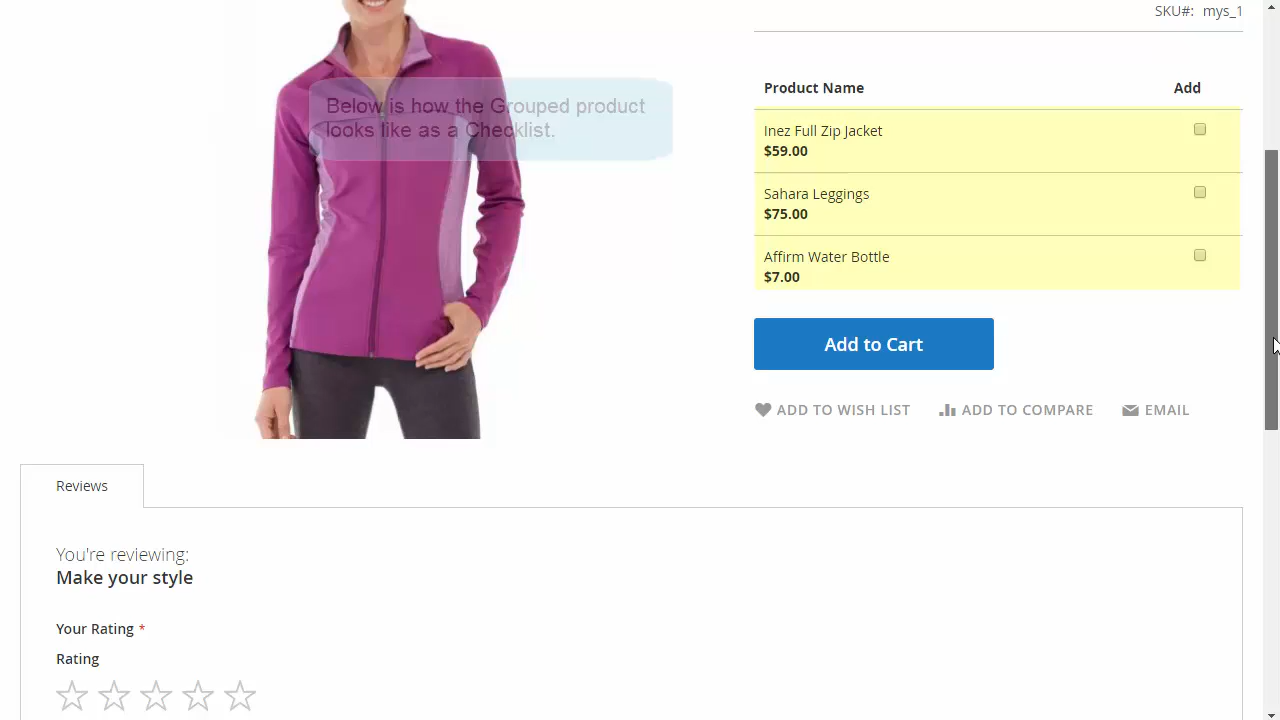 SKU#: mys_1
Below is how the Grouped product
looks like as a Checklist.
Product Name Add
Inez Full Zip Jacket
$59.00
Sahara Leggings
$75.00
Affirm Water Bottle
$7.00
Add to Cart
ADD TO WISH LIST ADD TO COMPARE EMAIL
Reviews
You're reviewing:
Make your style
Your Rating *
Rating